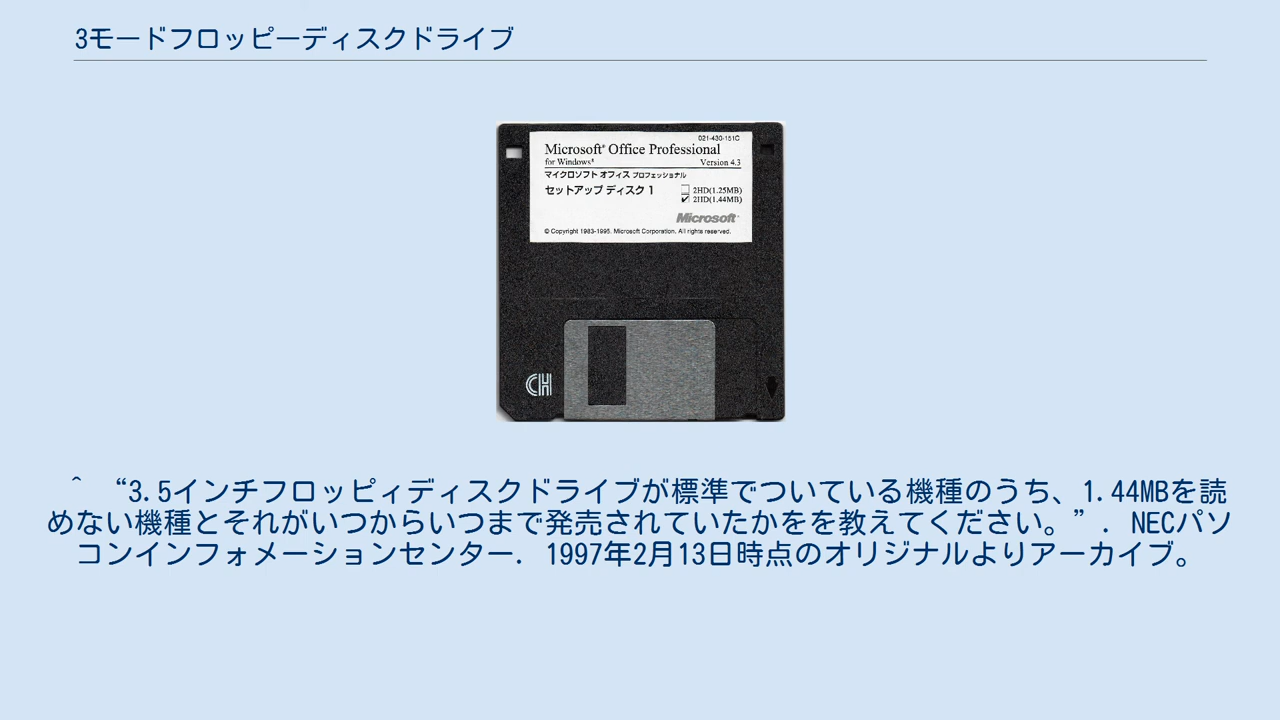 3モードフロッピーディスクドライブ
021-430-151C
Microsoft® Office Professional
for Windows® Version 4.3
マイクロソフト オフィス プロフェッショナル
セットアップ ディスク 1
2HD(1.25MB)
2HD(1.44MB)
Microsoft®
© Copyright 1983-1995. Microsoft Corporation. All rights reserved.
CH
^ “3.5インチフロッピィディスクドライブが標準でついている機種のうち、1.44MBを読
めない機種とそれがいつからいつまで発売されていたかをを教えてください。”. NECパソ
コンインフォメーションセンター. 1997年2月13日時点のオリジナルよりアーカイブ。